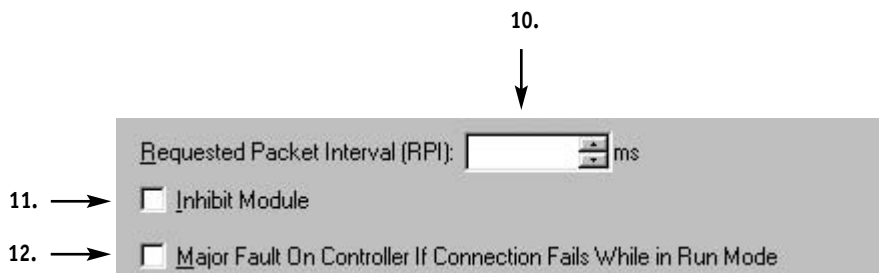 10.
Requested Packet Interval (RPI): ms
11. Inhibit Module
12. Major Fault On Controller If Connection Fails While in Run Mode